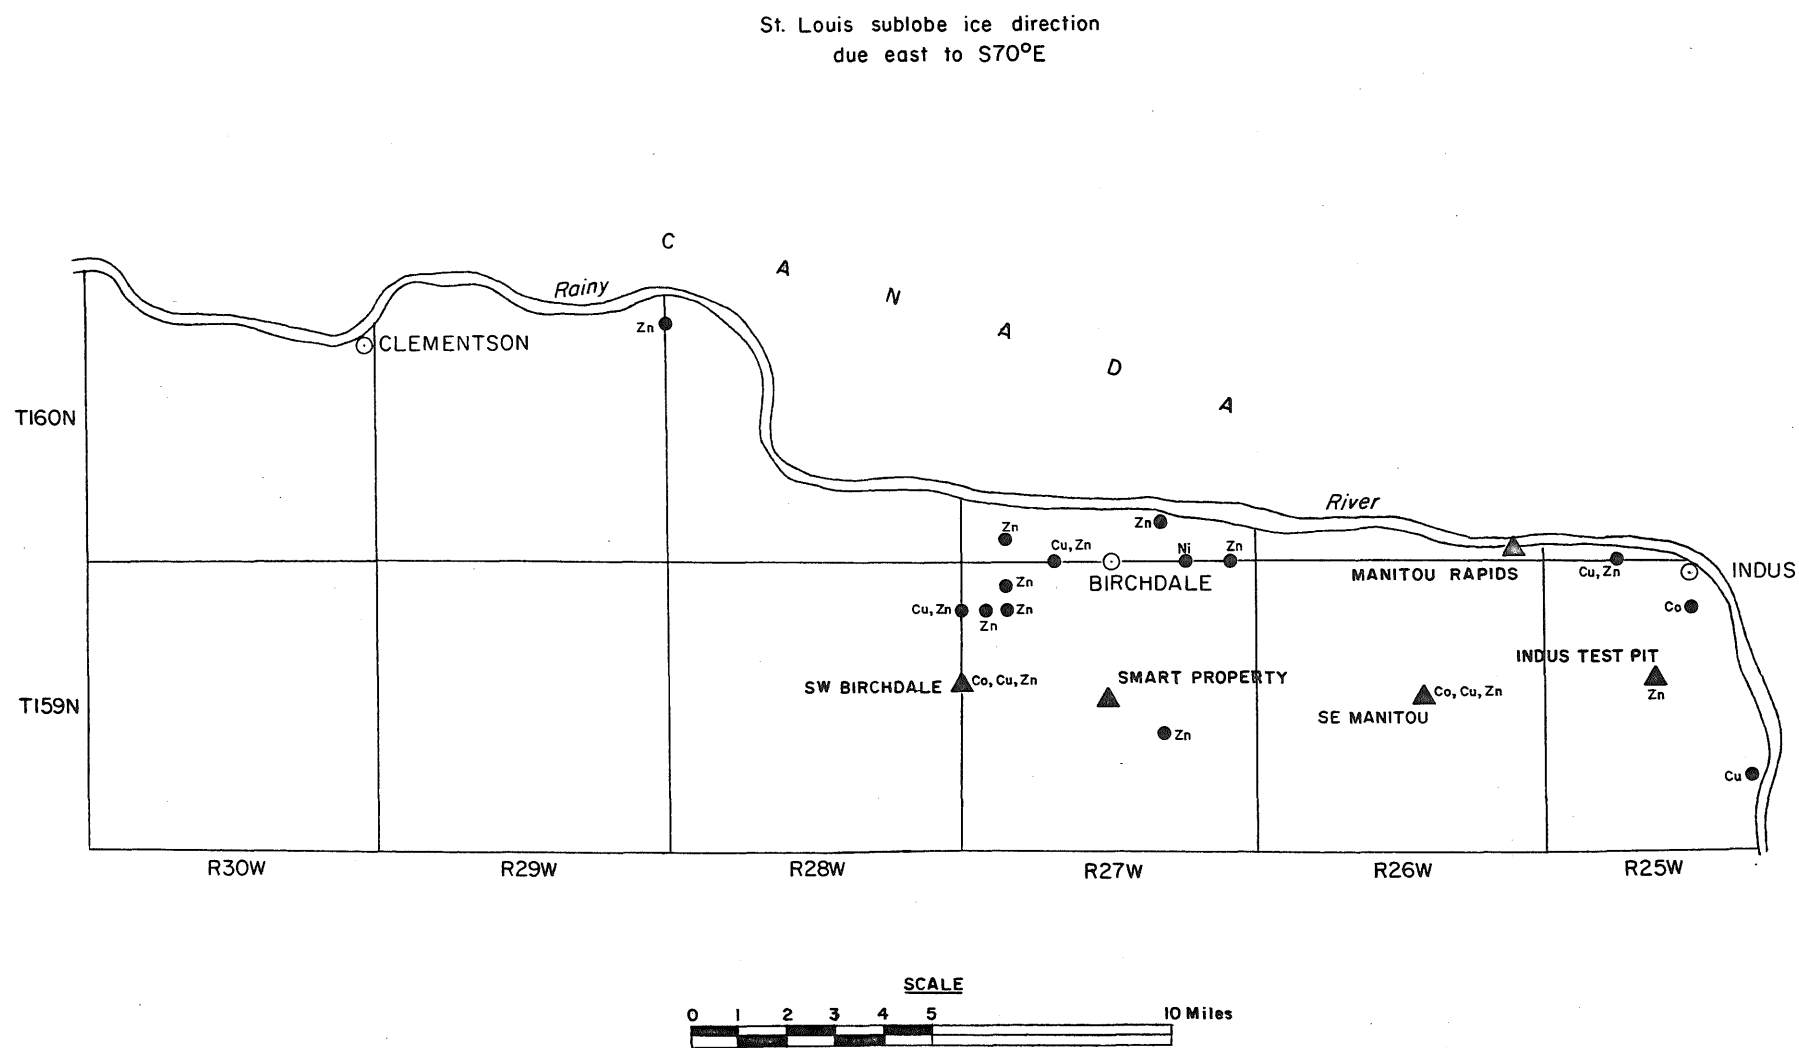 St. Louis sublobe ice direction
due east to S70°E
C A N A D A
Rainy
Zn
CLEMENTSON
T160N
River
Zn
Zn
Cu, Zn
Ni
Zn
BIRCHDALE
MANITOU RAPIDS
Cu, Zn
INDUS
Zn
Cu, Zn
Zn
Zn
Co
INDUS TEST PIT
SW BIRCHDALE
Co, Cu, Zn
SMART PROPERTY
Co, Cu, Zn
Zn
T159N
SE MANITOU
Zn
Cu
R30W R29W R28W R27W R26W R25W
SCALE
0 1 2 3 4 5 10 Miles